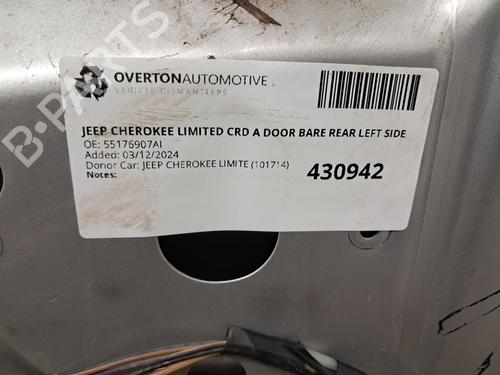 B-PARTS
OVERTONAUTOMOTIVE
VEHICLE DISMANTLERS
JEEP CHEROKEE LIMITED CRD A DOOR BARE REAR LEFT SIDE
OE: 55176907AI
Added: 03/12/2024
Donor Car: JEEP CHEROKEE LIMITE (101714)
Notes:
430942